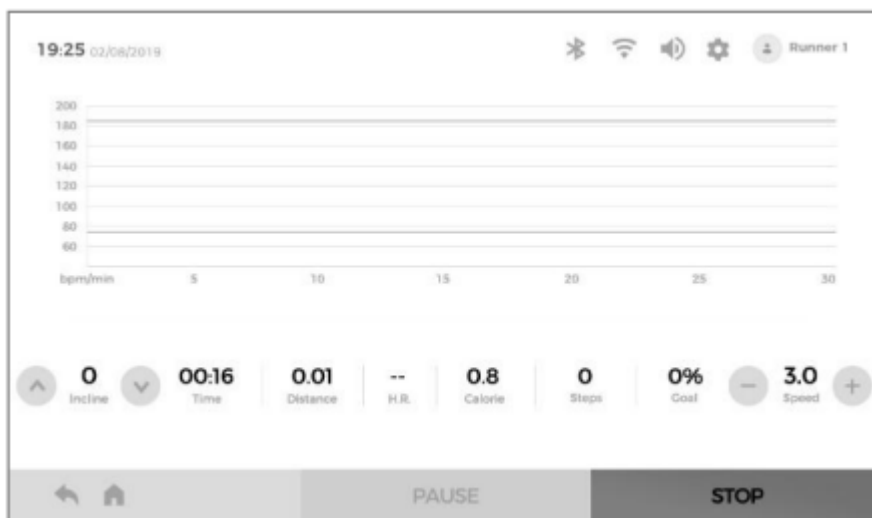 19:25 02/08/2019 Runner 1
200
180
160
140
120
100
80
60
bpm/min 5 10 15 20 25 30
0 00:16 0.01 -- 0.8 0 0% 3.0
Incline Time Distance H.R. Calorie Steps Goal Speed
PAUSE STOP